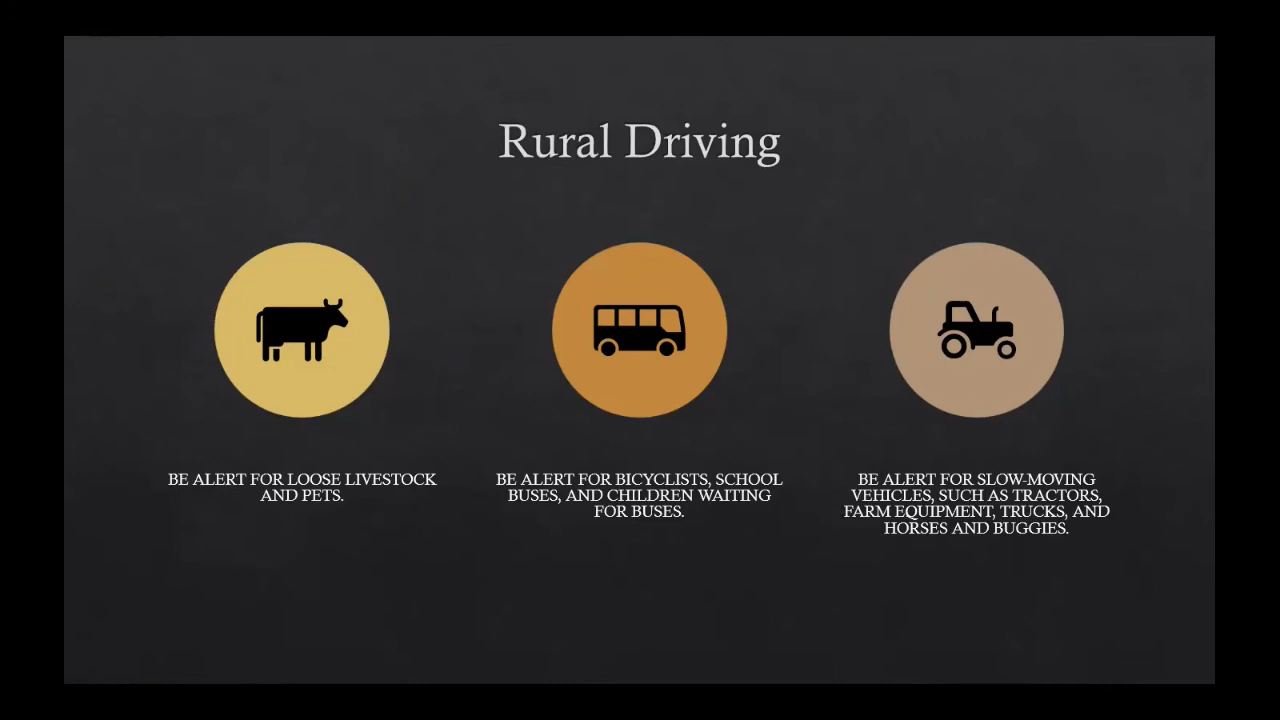 Rural Driving
BE ALERT FOR LOOSE LIVESTOCK
AND PETS.
BE ALERT FOR BICYCLISTS, SCHOOL
BUSES, AND CHILDREN WAITING
FOR BUSES.
BE ALERT FOR SLOW-MOVING
VEHICLES, SUCH AS TRACTORS,
FARM EQUIPMENT, TRUCKS, AND
HORSES AND BUGGIES.